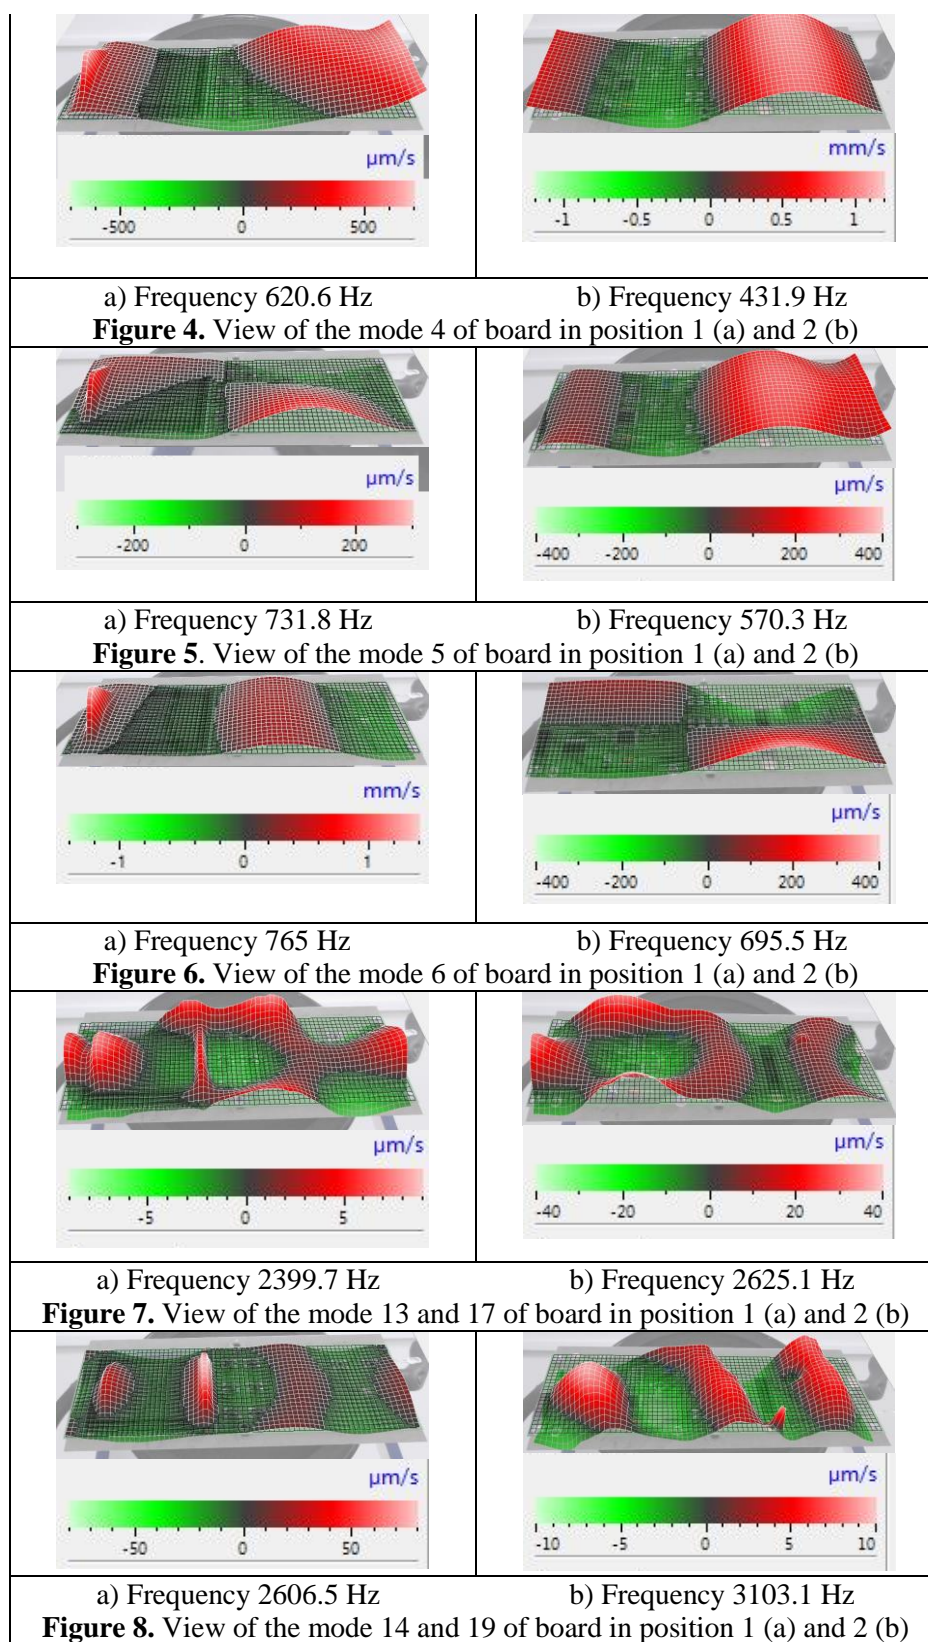 µm/s
-500 0 500
mm/s
-1 -0.5 0 0.5 1
a) Frequency 620.6 Hz b) Frequency 431.9 Hz
Figure 4. View of the mode 4 of board in position 1 (a) and 2 (b)
µm/s
-200 0 200
µm/s
-400 -200 0 200 400
a) Frequency 731.8 Hz b) Frequency 570.3 Hz
Figure 5. View of the mode 5 of board in position 1 (a) and 2 (b)
mm/s
-1 0 1
µm/s
-400 -200 0 200 400
a) Frequency 765 Hz b) Frequency 695.5 Hz
Figure 6. View of the mode 6 of board in position 1 (a) and 2 (b)
µm/s
-5 0 5
µm/s
-40 -20 0 20 40
a) Frequency 2399.7 Hz b) Frequency 2625.1 Hz
Figure 7. View of the mode 13 and 17 of board in position 1 (a) and 2 (b)
µm/s
-50 0 50
µm/s
-10 -5 0 5 10
a) Frequency 2606.5 Hz b) Frequency 3103.1 Hz
Figure 8. View of the mode 14 and 19 of board in position 1 (a) and 2 (b)